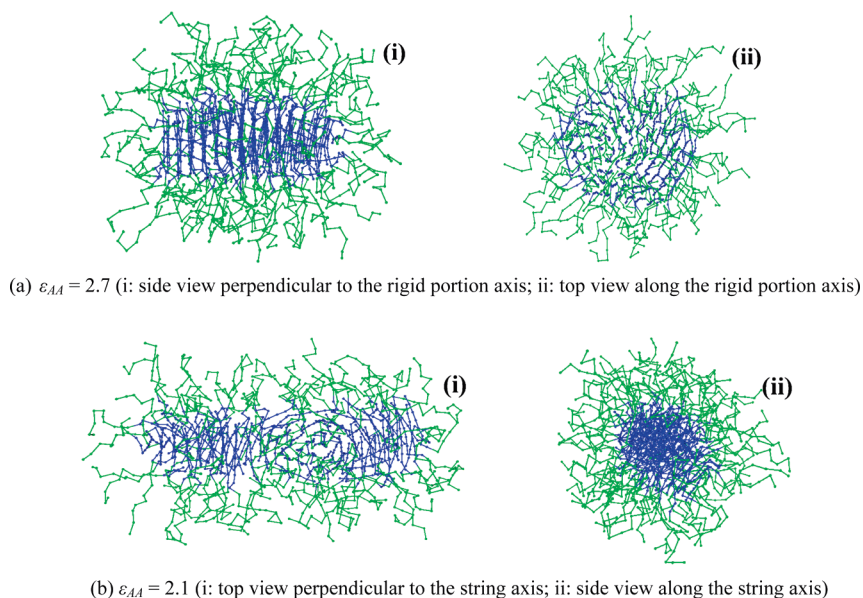 (i)
(ii)
(a) εAA = 2.7 (i: side view perpendicular to the rigid portion axis; ii: top view along the rigid portion axis)
(i)
(ii)
(b) εAA = 2.1 (i: top view perpendicular to the string axis; ii: side view along the string axis)